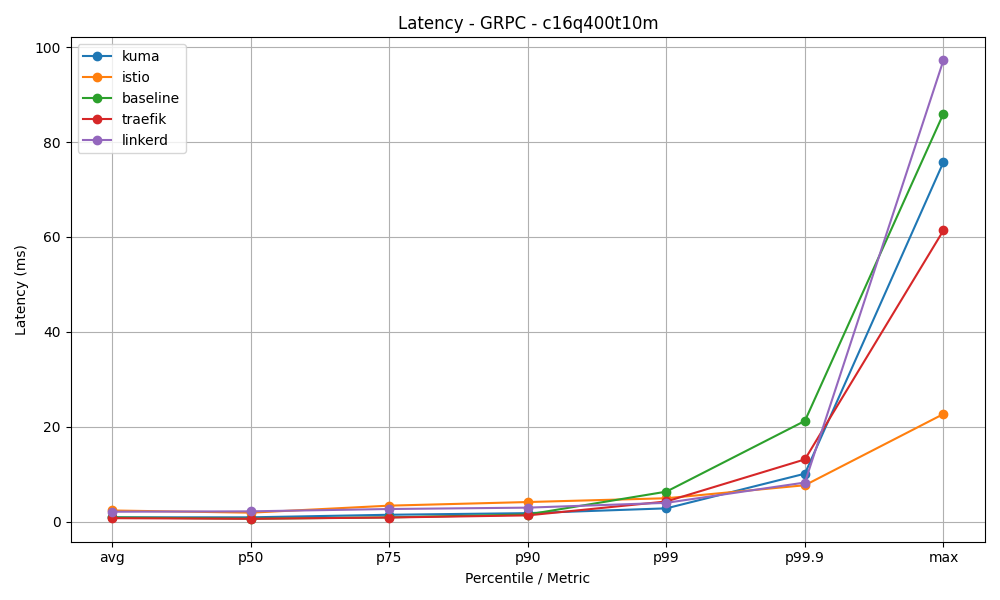 Latency - GRPC - c16q400t10m
kuma
istio
baseline
traefik
linkerd
Latency (ms)
100
80
60
40
20
0
avg p50 p75 p90 p99 p99.9 max
Percentile / Metric